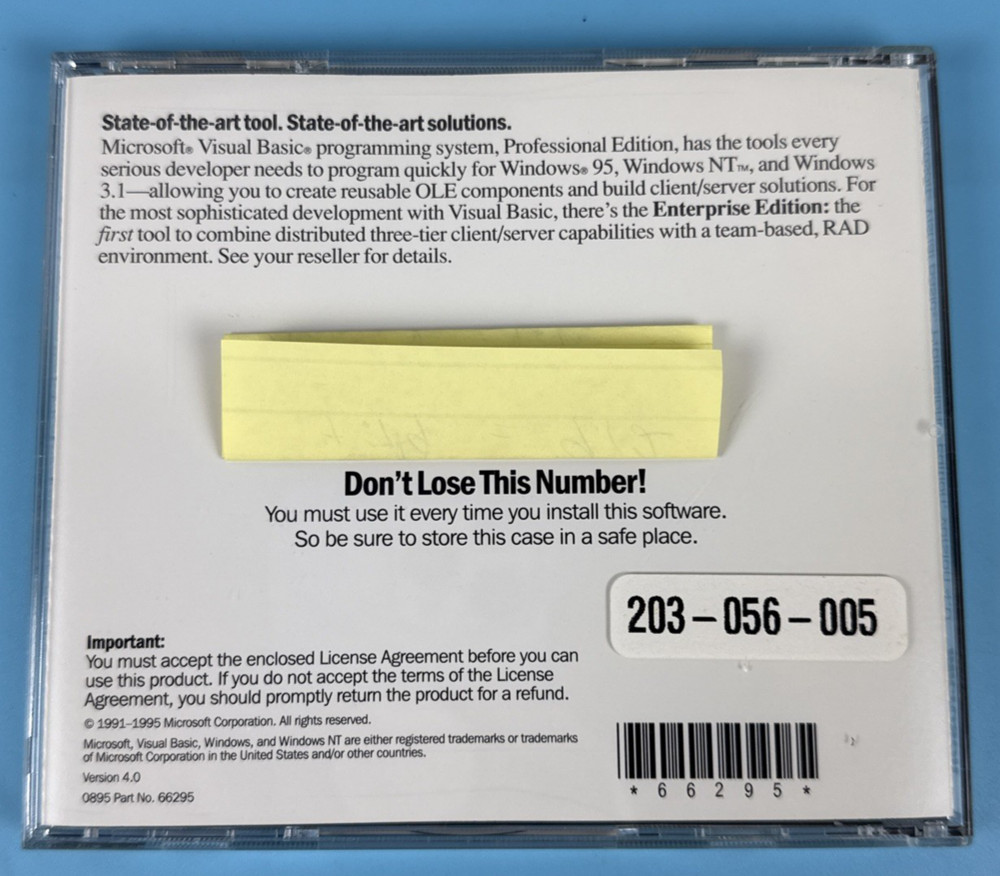 State-of-the-art tool. State-of-the-art solutions.
Microsoft® Visual Basic® programming system, Professional Edition, has the tools every
serious developer needs to program quickly for Windows® 95, Windows NT™, and Windows
3.1—allowing you to create reusable OLE components and build client/server solutions. For
the most sophisticated development with Visual Basic, there's the Enterprise Edition: the
first tool to combine distributed three-tier client/server capabilities with a team-based, RAD
environment. See your reseller for details.
Don't Lose This Number!
You must use it every time you install this software.
So be sure to store this case in a safe place.
203–056–005
Important:
You must accept the enclosed License Agreement before you can
use this product. If you do not accept the terms of the License
Agreement, you should promptly return the product for a refund.
© 1991–1995 Microsoft Corporation. All rights reserved.
Microsoft, Visual Basic, Windows, and Windows NT are either registered trademarks or trademarks
of Microsoft Corporation in the United States and/or other countries.
Version 4.0
0895 Part No. 66295
* 6 6 2 9 5 *